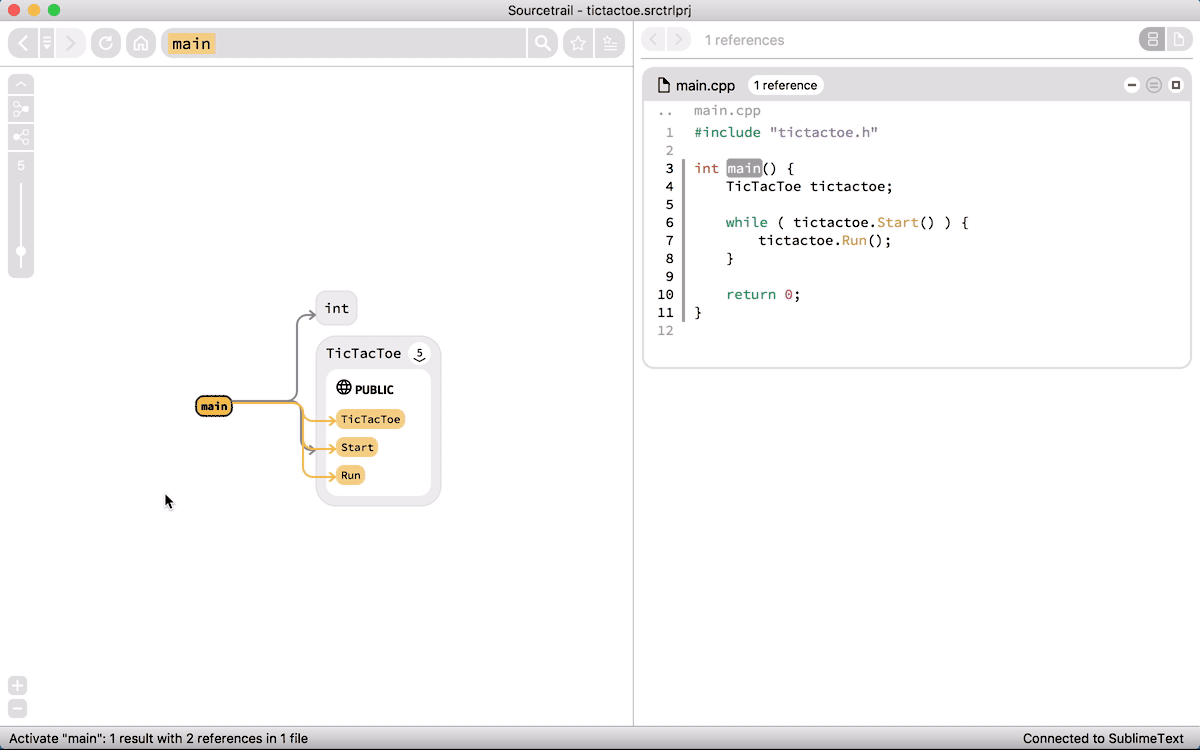 Sourcetrail - tictactoe.srctrlprj
main
1 references
5
main.cpp 1 reference
.. main.cpp
1 #include "tictactoe.h"
2
3 int main() {
4 TicTacToe tictactoe;
5
6 while ( tictactoe.Start() ) {
7 tictactoe.Run();
8 }
9
10 return 0;
11 }
12
int
TicTacToe 5
PUBLIC
main
TicTacToe
Start
Run
Activate "main": 1 result with 2 references in 1 file
Connected to SublimeText